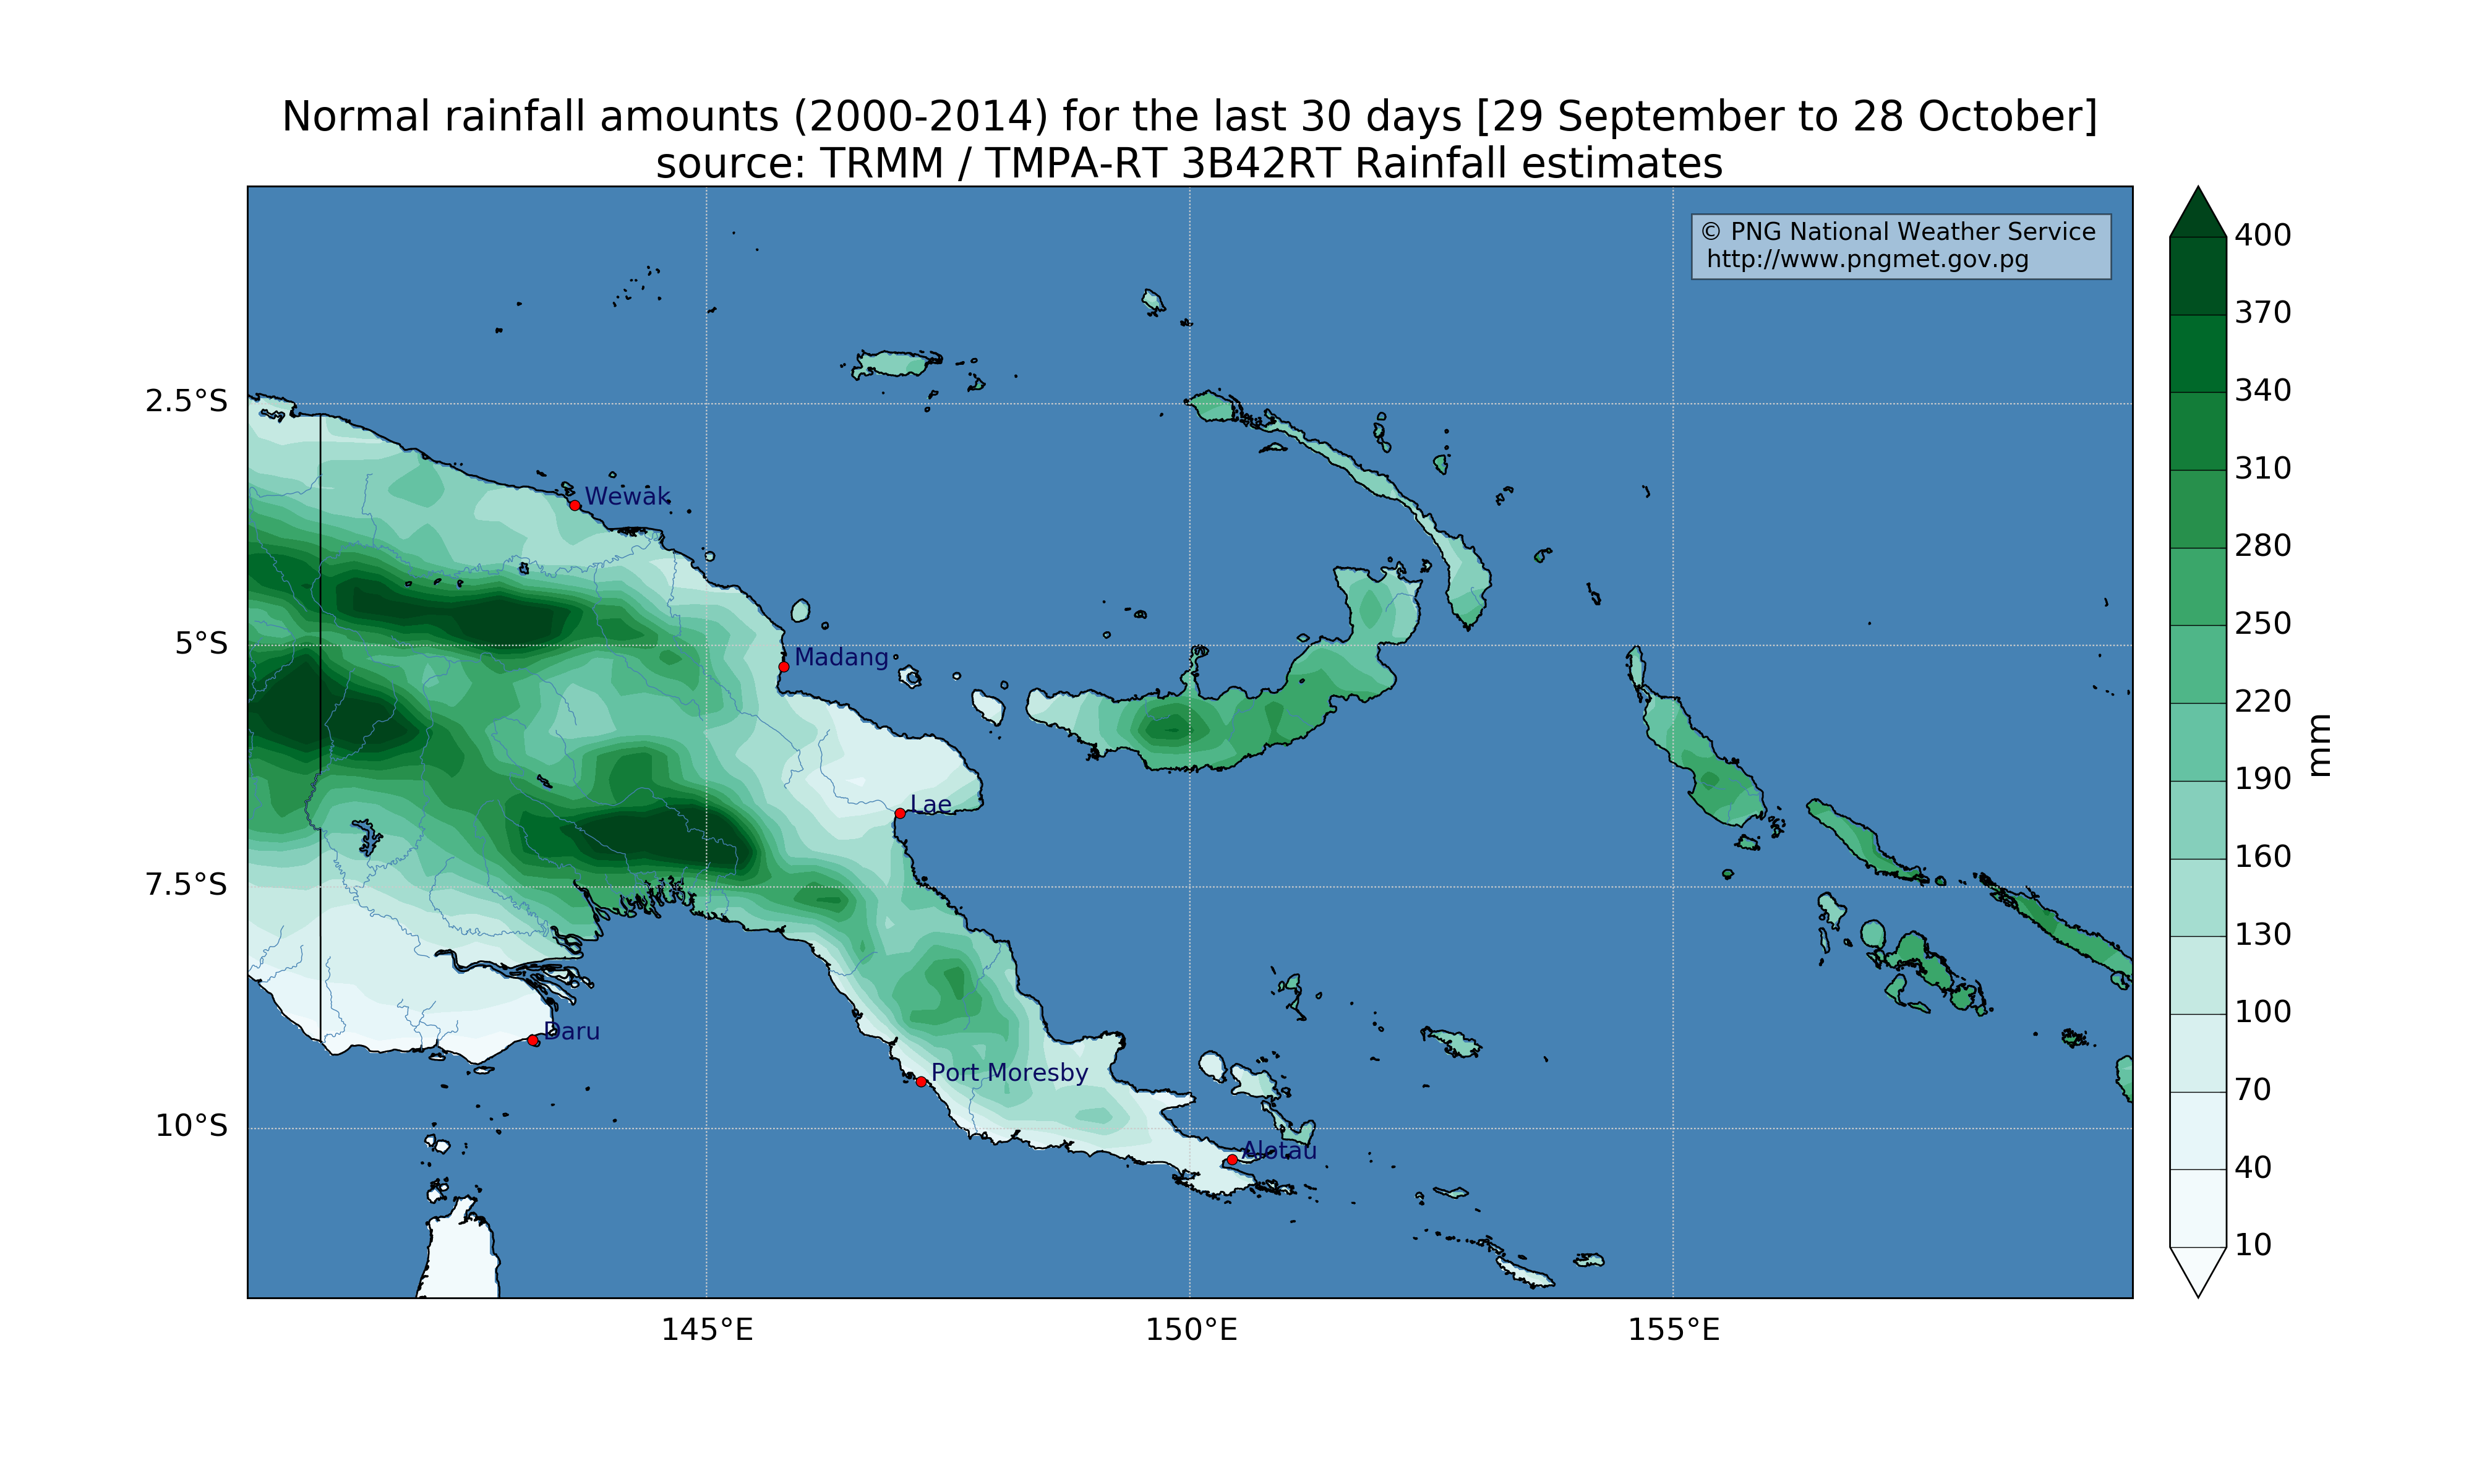 Normal rainfall amounts (2000-2014) for the last 30 days [29 September to 28 October]
source: TRMM / TMPA-RT 3B42RT Rainfall estimates
© PNG National Weather Service
http://www.pngmet.gov.pg
400
370
340
310
280
250
220
190
160
130
100
70
40
10
mm
2.5°S
5°S
7.5°S
10°S
Wewak
Madang
Lae
Daru
Port Moresby
Alotau
145°E
150°E
155°E